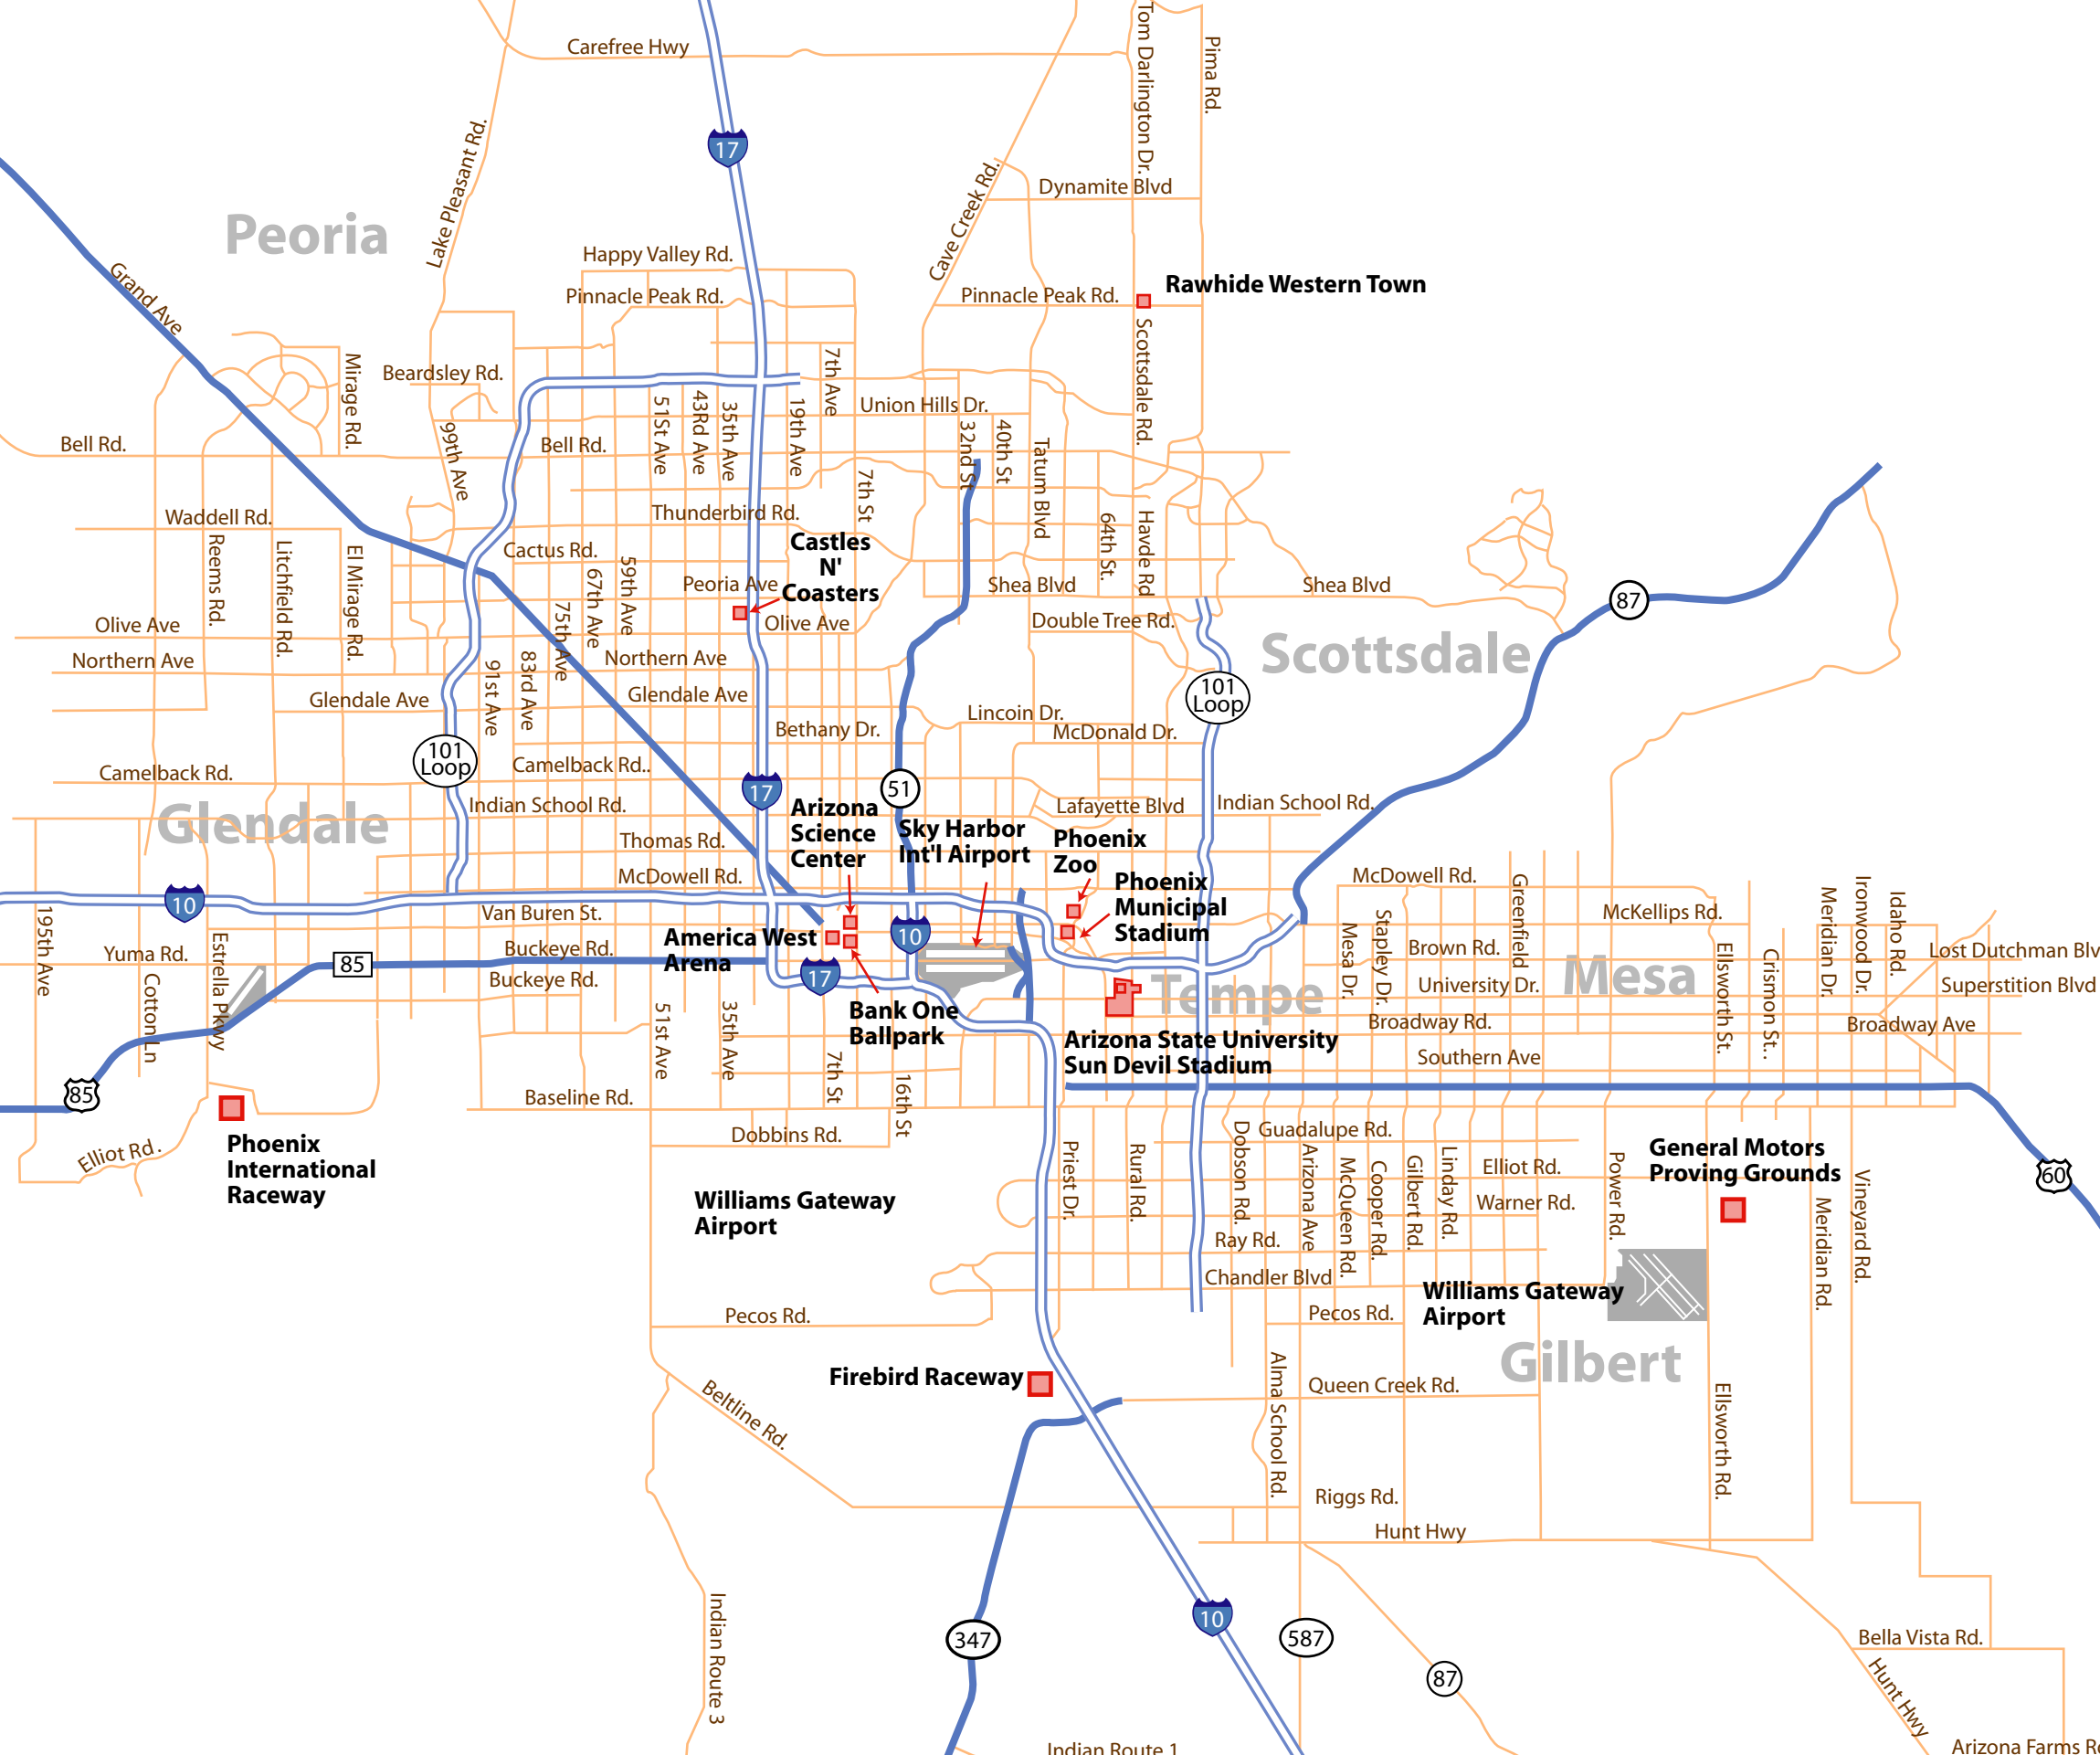 Carefree Hwy
Tom Darlington Dr.
Pima Rd.
17
Lake Pleasant Rd.
Cave Creek Rd.
Dynamite Blvd
Peoria
Grand Ave
Happy Valley Rd.
Pinnacle Peak Rd.
Pinnacle Peak Rd.
Rawhide Western Town
Scottsdale Rd.
Mirage Rd.
Beardsley Rd.
7th Ave
51St Ave
43Rd Ave
35th Ave
19th Ave
Union Hills Dr.
Bell Rd.
99th Ave
Bell Rd.
32nd St
40th St
Tatum Blvd
7th St
Waddell Rd.
Thunderbird Rd.
64th St.
Hayde Rd
Reems Rd.
Litchfield Rd.
El Mirage Rd.
Cactus Rd.
59th Ave
67th Ave
75th Ave
Castles
N'
Coasters
Peoria Ave
Shea Blvd
Shea Blvd
87
Olive Ave
Olive Ave
Double Tree Rd.
Northern Ave
91st Ave
83rd Ave
Northern Ave
Scottsdale
Glendale Ave
Glendale Ave
101
Loop
Lincoin Dr.
Bethany Dr.
McDonald Dr.
101
Loop
Camelback Rd.
Camelback Rd..
17
51
Glendale
Indian School Rd.
Arizona
Science
Center
Lafayette Blvd
Indian School Rd.
Thomas Rd.
Sky Harbor
Int'l Airport
Phoenix
Zoo
McDowell Rd.
McDowell Rd.
Phoenix
Municipal
Stadium
10
195th Ave
Van Buren St.
Greenfield
McKellips Rd.
Meridian Dr.
Ironwood Dr.
Idaho Rd.
Yuma Rd.
Estrella Pkwy
85
Buckeye Rd.
America West
Arena
10
Mesa Dr.
Stapley Dr.
Brown Rd.
Lost Dutchman Blv
Cotton Ln
Buckeye Rd.
17
Tempe
University Dr.
Mesa
Ellsworth St.
Crismon St..
Superstition Blvd
51st Ave
35th Ave
Bank One
Ballpark
Broadway Rd.
Broadway Ave
Arizona State University
Sun Devil Stadium
Southern Ave
85
7th St
16th St
Baseline Rd.
Phoenix
International
Raceway
Elliot Rd.
Dobbins Rd.
Priest Dr.
Rural Rd.
Dobson Rd.
Guadalupe Rd.
Arizona Ave
McQueen Rd.
Cooper Rd.
Gilbert Rd.
Linday Rd.
Elliot Rd.
Power Rd.
General Motors
Proving Grounds
60
Williams Gateway
Airport
Warner Rd.
Meridian Rd.
Vineyard Rd.
Ray Rd.
Chandler Blvd
Williams Gateway
Airport
Pecos Rd.
Pecos Rd.
Gilbert
Firebird Raceway
Alma School Rd.
Queen Creek Rd.
Ellsworth Rd.
Beltline Rd.
Riggs Rd.
Hunt Hwy
Indian Route 3
10
347
587
87
Bella Vista Rd.
Hunt Hwy
Indian Route 1
Arizona Farms R